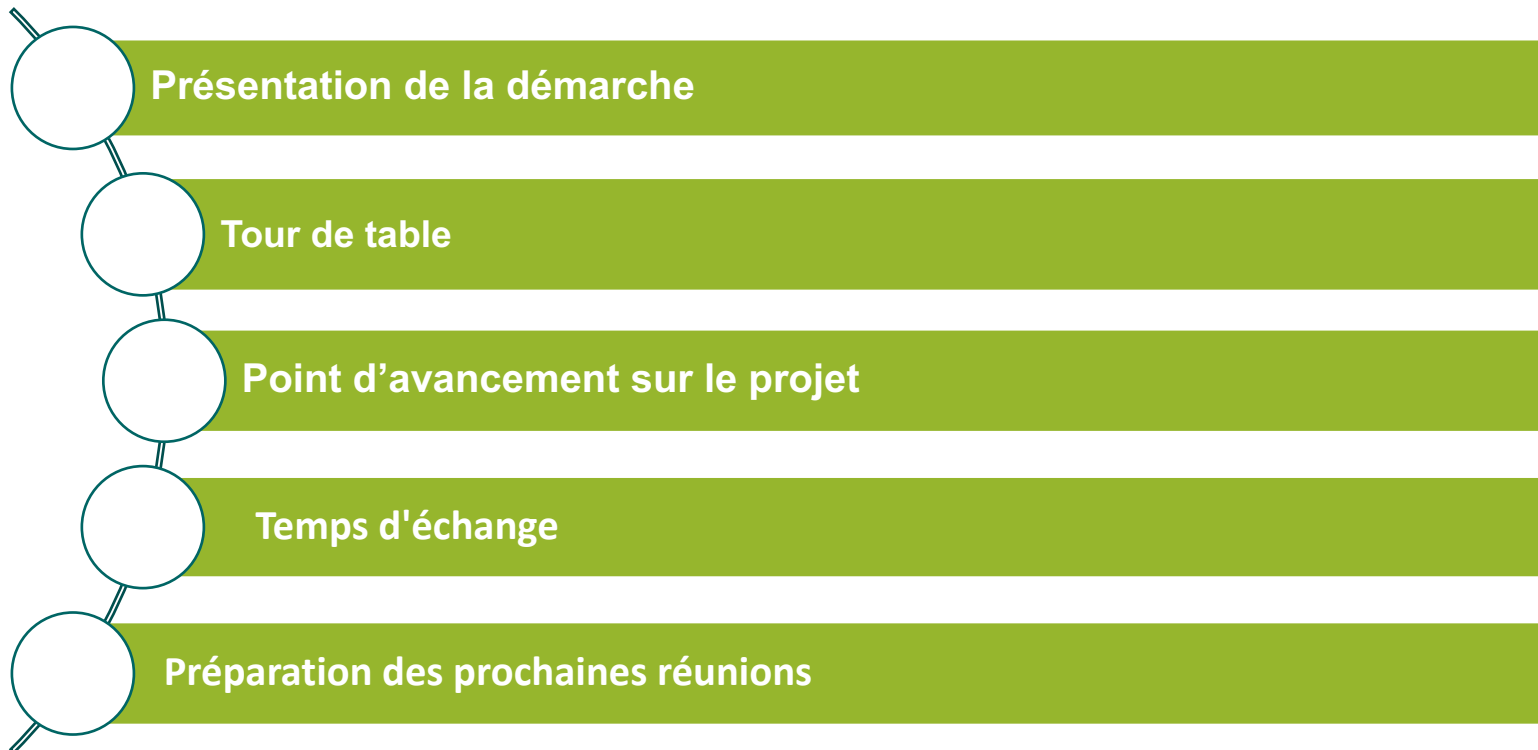 Présentation de la démarche
Tour de table
Point d’avancement sur le projet
Temps d'échange
Préparation des prochaines réunions